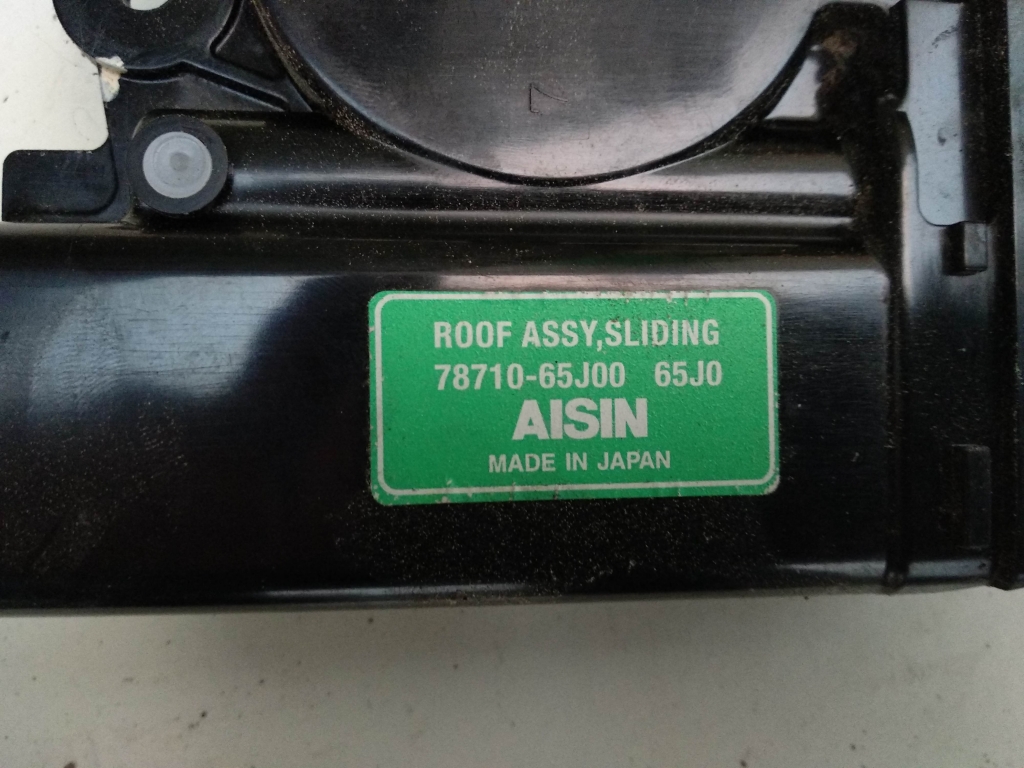 ROOF ASSY,SLIDING
78710-65J00 65J0
AISIN
MADE IN JAPAN